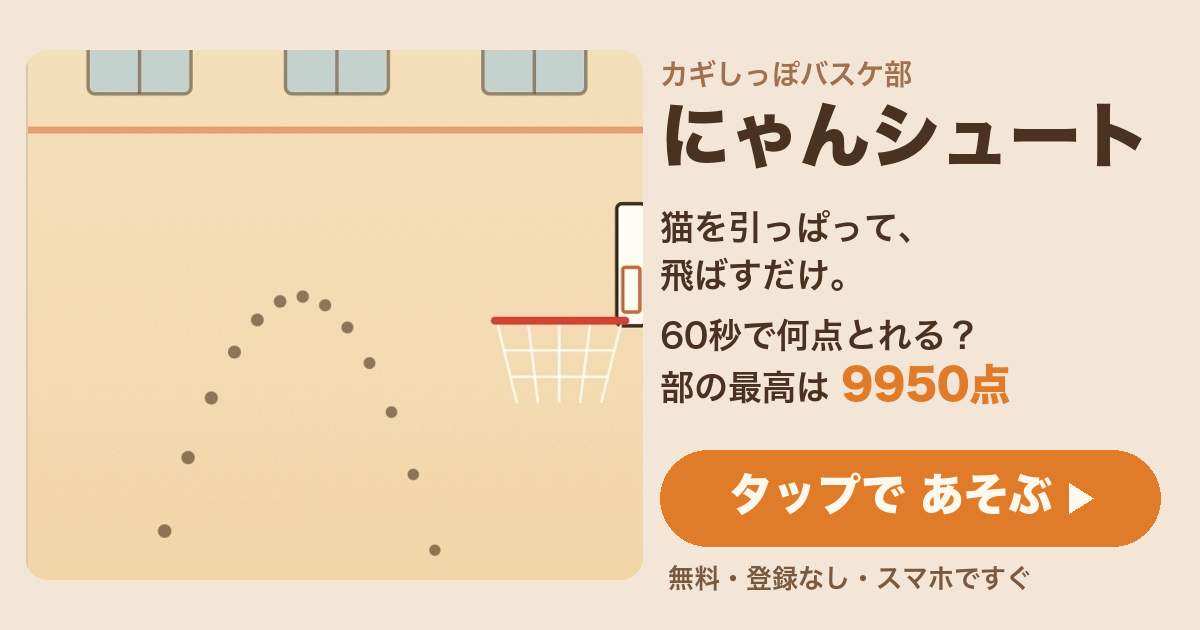 カギしっぽバスケ部
にゃんシュート
猫を引っぱって、
飛ばすだけ。
60秒で何点とれる？
部の最高は 9950点
タップで あそぶ ▶
無料・登録なし・スマホですぐ